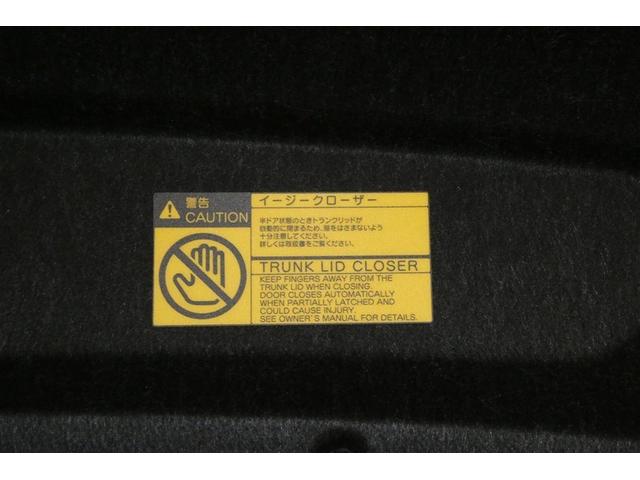 警告
CAUTION
イージークローザー
半ドア状態のときトランクリッドが
自動的に閉まるため、指をはさまないよう
十分注意してください。
詳しくは取扱書をご覧ください。
TRUNK LID CLOSER
KEEP FINGERS AWAY FROM THE
TRUNK LID WHEN CLOSING.
DOOR CLOSES AUTOMATICALLY
WHEN PARTIALLY LATCHED AND
COULD CAUSE INJURY.
SEE OWNER'S MANUAL FOR DETAILS.